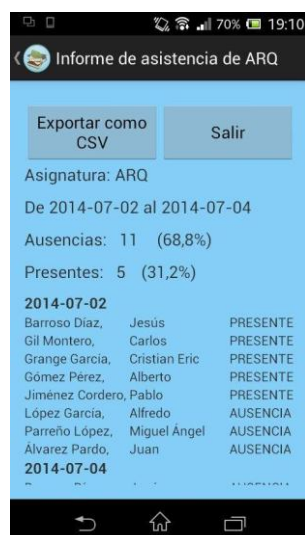 70% 19:10
Informe de asistencia de ARQ
Exportar como
CSV
Salir
Asignatura: ARQ
De 2014-07-02 al 2014-07-04
Ausencias: 11 (68,8%)
Presentes: 5 (31,2%)
2014-07-02
Barroso Díaz, Jesús PRESENTE
Gil Montero, Carlos PRESENTE
Grange García, Cristian Eric PRESENTE
Gómez Pérez, Alberto PRESENTE
Jiménez Cordero, Pablo PRESENTE
López García, Alfredo AUSENCIA
Parreño López, Miguel Ángel AUSENCIA
Álvarez Pardo, Juan AUSENCIA
2014-07-04